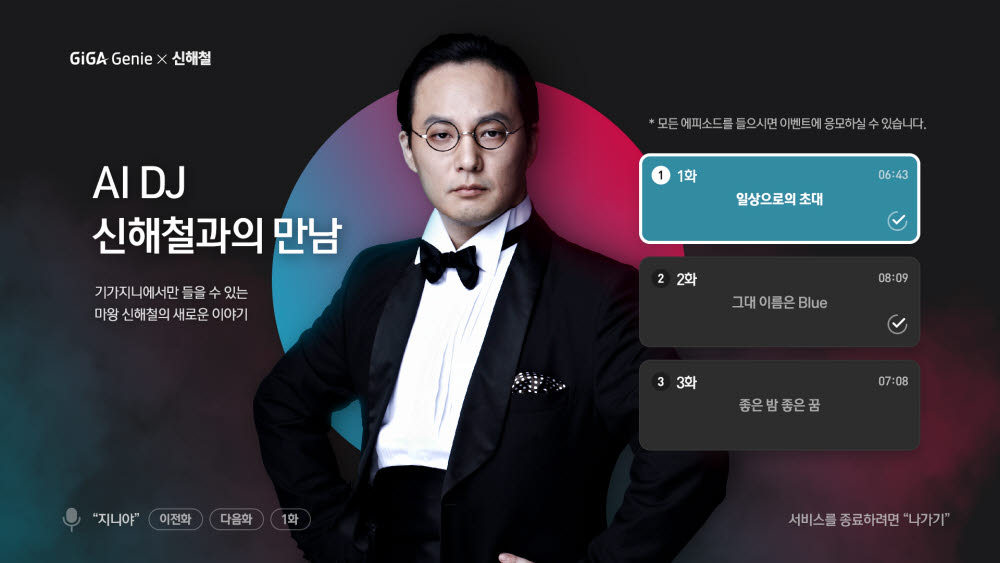 GiGA Genie × 신해철
AI DJ
신해철과의 만남
기가지니에서만 들을 수 있는
마왕 신해철의 새로운 이야기
* 모든 에피소드를 들으시면 이벤트에 응모하실 수 있습니다.
1 1화 06:43
일상으로의 초대
2 2화 08:09
그대 이름은 Blue
3 3화 07:08
좋은 밤 좋은 꿈
“지니야” 이전화 다음화 1화
서비스를 종료하려면 “나가기”